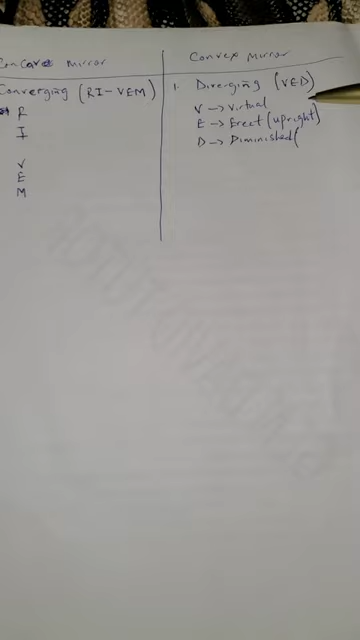 Concave Mirror
Converging (RI-VEM)
R
I
V
E
M
Convex Mirror
1. Diverging (VED)
V → Virtual
E → Erect (upright)
D → Diminished (